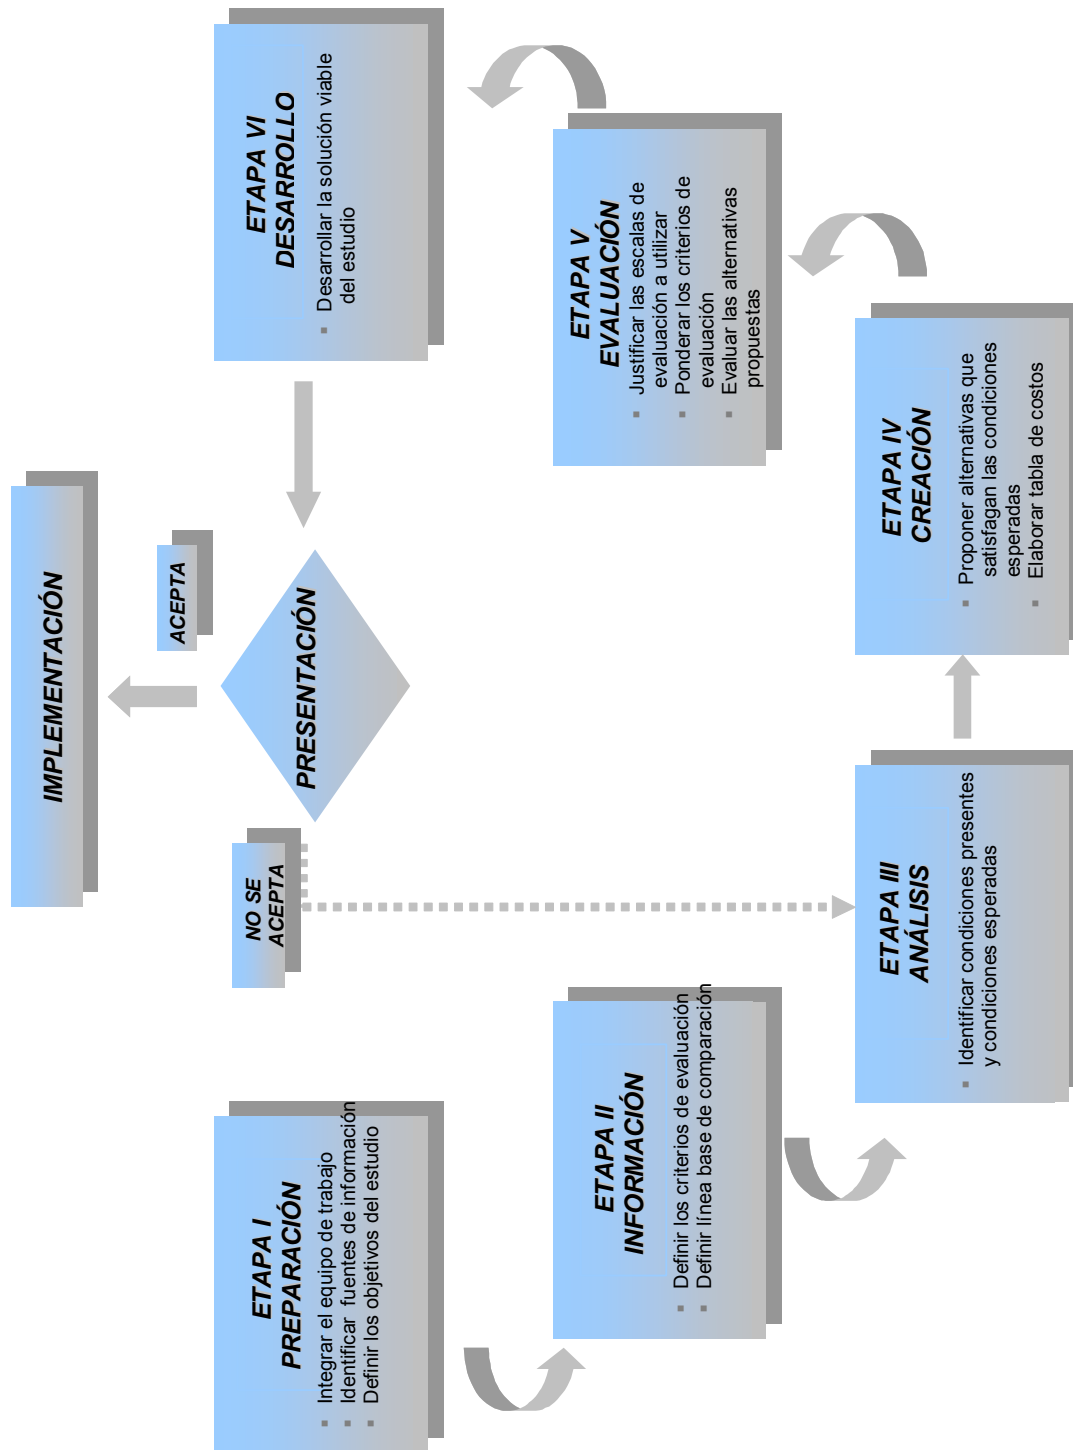 IMPLEMENTACIÓN
ACEPTA
NO SE
ACEPTA
PRESENTACIÓN
ETAPA I
PREPARACIÓN
▪ Integrar el equipo de trabajo
▪ Identificar fuentes de información
▪ Definir los objetivos del estudio
ETAPA II
INFORMACIÓN
▪ Definir los criterios de evaluación
▪ Definir línea base de comparación
ETAPA III
ANÁLISIS
▪ Identificar condiciones presentes
y condiciones esperadas
ETAPA IV
CREACIÓN
▪ Proponer alternativas que
satisfagan las condiciones
esperadas
▪ Elaborar tabla de costos
ETAPA V
EVALUACIÓN
▪ Justificar las escalas de
evaluación a utilizar
▪ Ponderar los criterios de
evaluación
▪ Evaluar las alternativas
propuestas
ETAPA VI
DESARROLLO
▪ Desarrollar la solución viable
del estudio